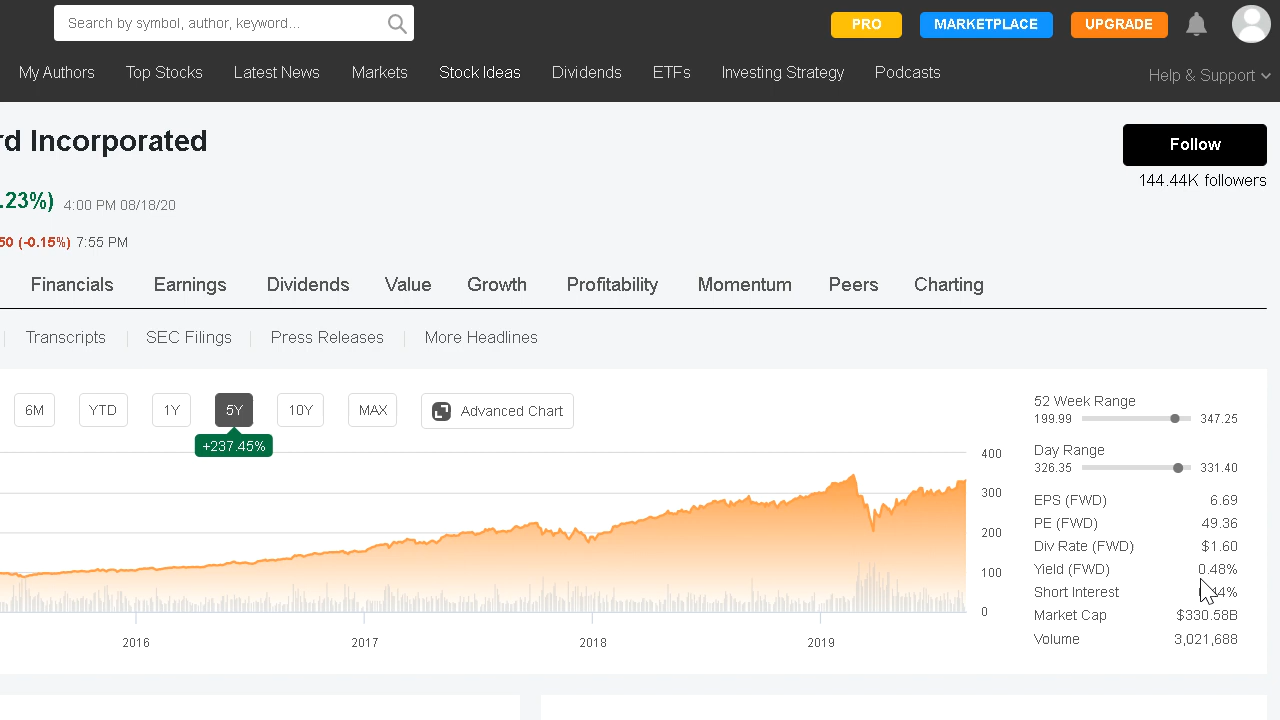 Search by symbol, author, keyword...
PRO
MARKETPLACE
UPGRADE
My Authors
Top Stocks
Latest News
Markets
Stock Ideas
Dividends
ETFs
Investing Strategy
Podcasts
Help & Support
rd Incorporated
Follow
144.44K followers
.23%) 4:00 PM 08/18/20
50 (-0.15%) 7:55 PM
Financials
Earnings
Dividends
Value
Growth
Profitability
Momentum
Peers
Charting
Transcripts
SEC Filings
Press Releases
More Headlines
6M
YTD
1Y
5Y
10Y
MAX
Advanced Chart
+237.45%
400
300
200
100
0
2016
2017
2018
2019
52 Week Range
199.99
347.25
Day Range
326.35
331.40
EPS (FWD) 6.69
PE (FWD) 49.36
Div Rate (FWD) $1.60
Yield (FWD) 0.48%
Short Interest 4%
Market Cap $330.58B
Volume 3,021,688